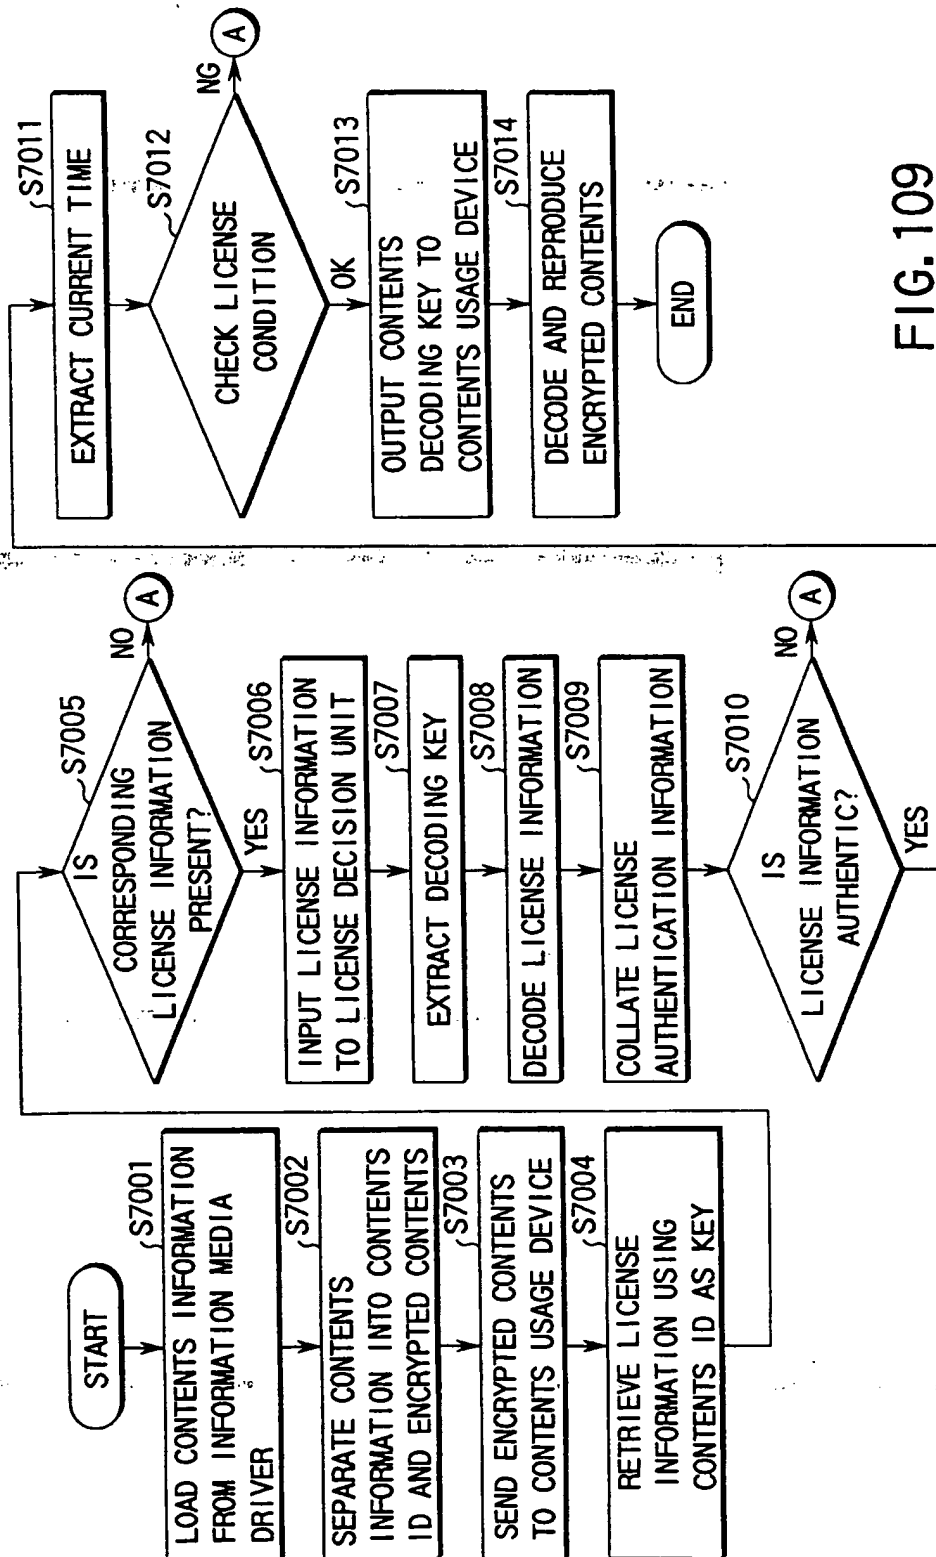 START
S7001
LOAD CONTENTS INFORMATION
FROM INFORMATION MEDIA
DRIVER
S7002
SEPARATE CONTENTS
INFORMATION INTO CONTENTS
ID AND ENCRYPTED CONTENTS
S7003
SEND ENCRYPTED CONTENTS
TO CONTENTS USAGE DEVICE
S7004
RETRIEVE LICENSE
INFORMATION USING
CONTENTS ID AS KEY
S7005
IS
CORRESPONDING
LICENSE INFORMATION
PRESENT?
NO
A
YES
S7006
INPUT LICENSE INFORMATION
TO LICENSE DECISION UNIT
S7007
EXTRACT DECODING KEY
S7008
DECODE LICENSE INFORMATION
S7009
COLLATE LICENSE
AUTHENTICATION INFORMATION
S7010
IS
LICENSE INFORMATION
AUTHENTIC?
NO
A
YES
S7011
EXTRACT CURRENT TIME
S7012
CHECK LICENSE
CONDITION
NG
A
OK
S7013
OUTPUT CONTENTS
DECODING KEY TO
CONTENTS USAGE DEVICE
S7014
DECODE AND REPRODUCE
ENCRYPTED CONTENTS
END
FIG. 109